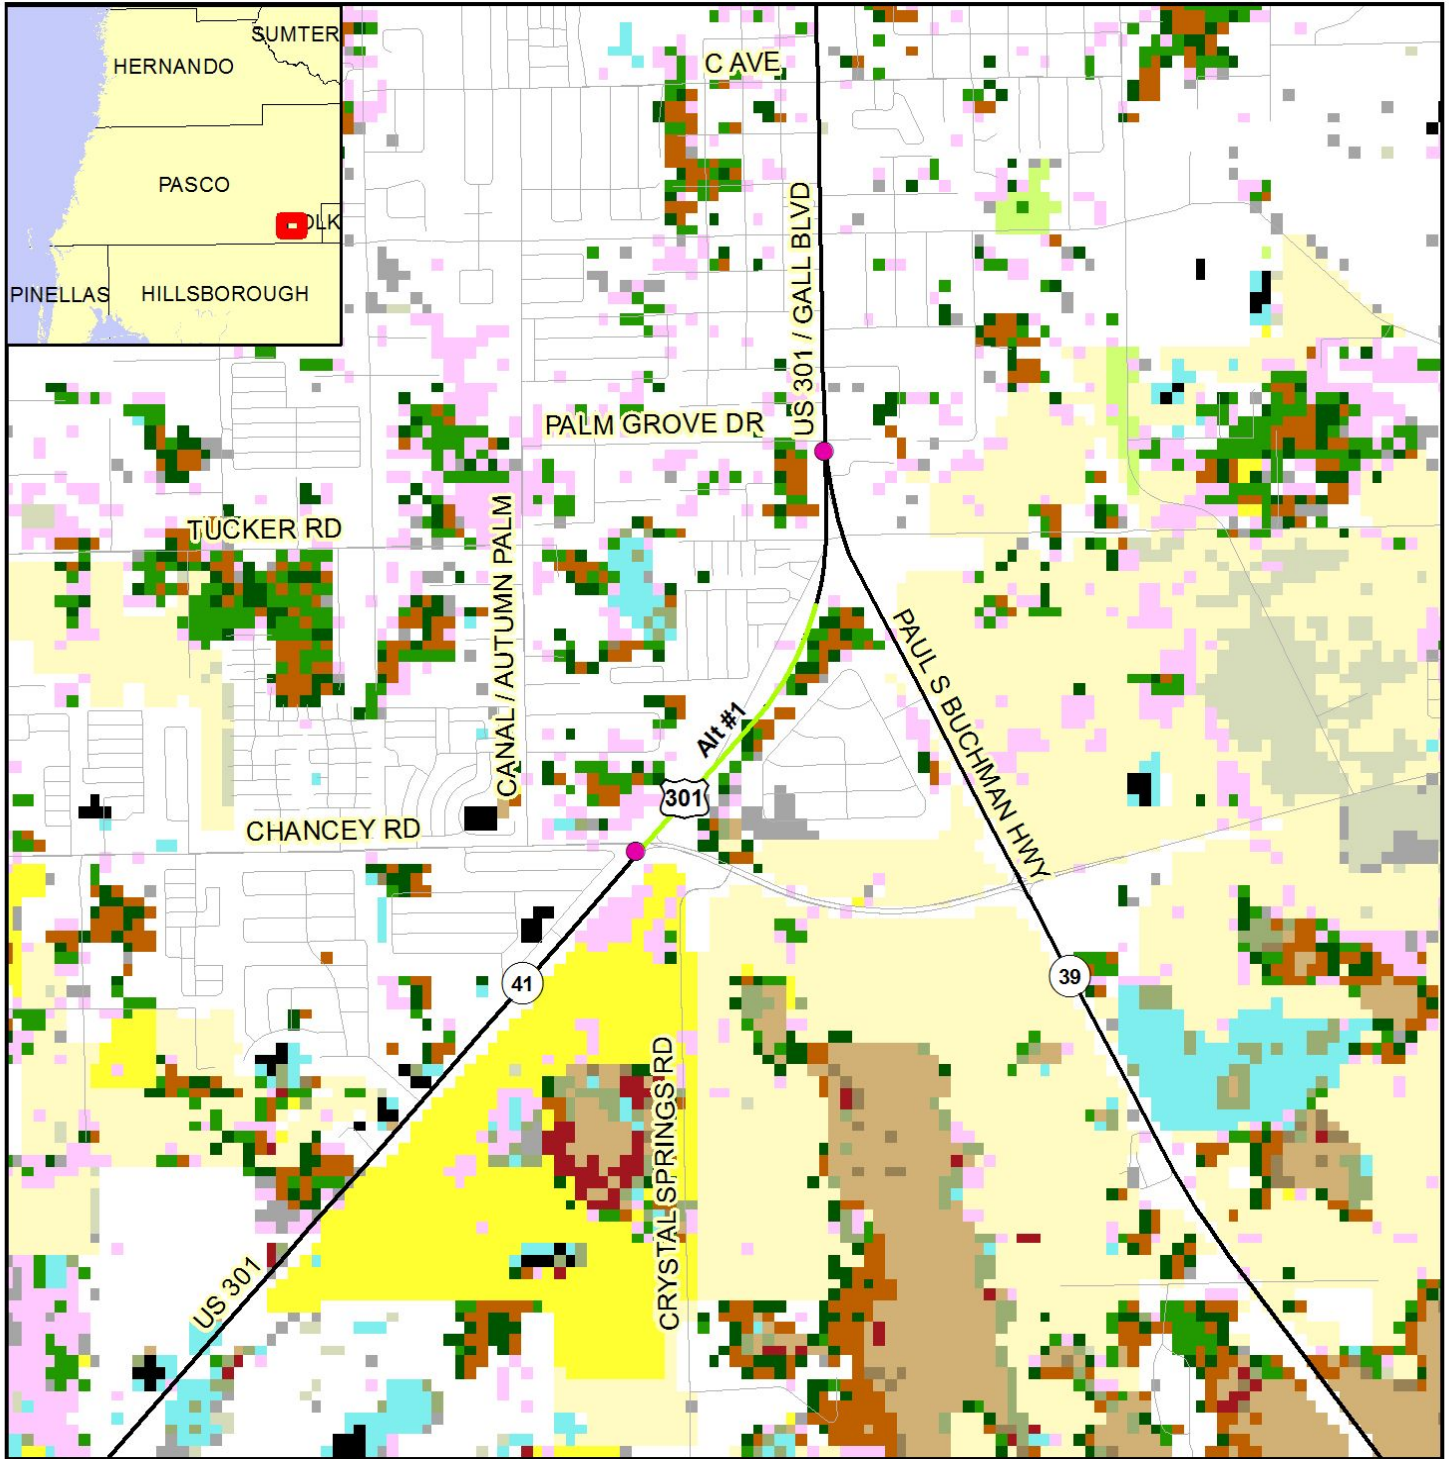 SUMTER
HERNANDO
PASCO
OLK
PINELLAS
HILLSBOROUGH
C AVE
US 301 / GALL BLVD
PALM GROVE DR
TUCKER RD
CANAL / AUTUMN PALM
PAUL S BUCHMAN HWY
Alt #1
301
CHANCEY RD
41
39
CRYSTAL SPRINGS RD
US 301